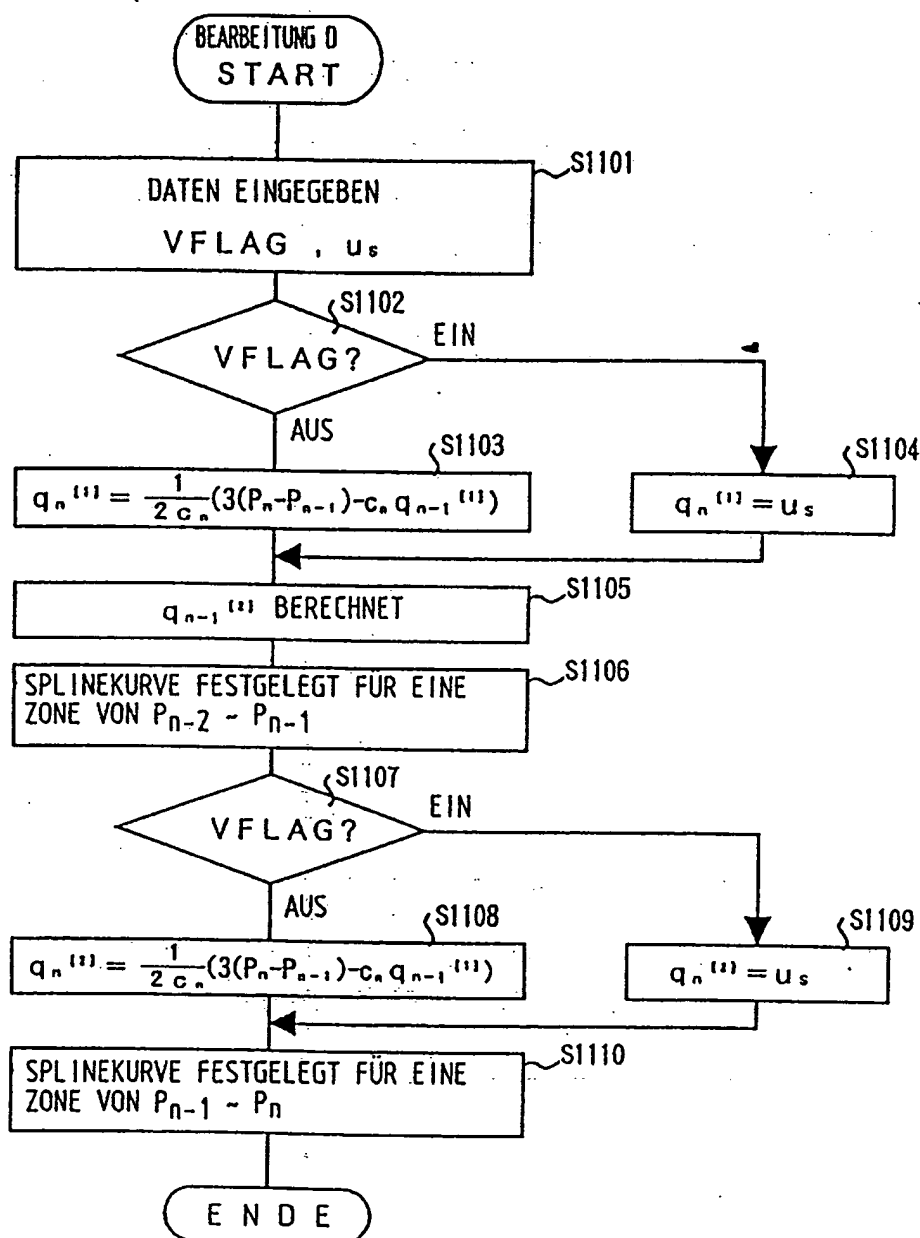 BEARBEITUNG D
START
S1101
DATEN EINGEGEBEN
VFLAG , us
S1102
VFLAG?
EIN
AUS
S1103
qn[1] = 1/2cn (3(Pn-Pn-1)-cn qn-1[1])
S1104
qn[1] = us
S1105
qn-1[2] BERECHNET
S1106
SPLINEKURVE FESTGELEGT FÜR EINE
ZONE VON Pn-2 ~ Pn-1
S1107
VFLAG?
EIN
AUS
S1108
qn[2] = 1/2cn (3(Pn-Pn-1)-cn qn-1[1])
S1109
qn[2] = us
S1110
SPLINEKURVE FESTGELEGT FÜR EINE
ZONE VON Pn-1 ~ Pn
ENDE